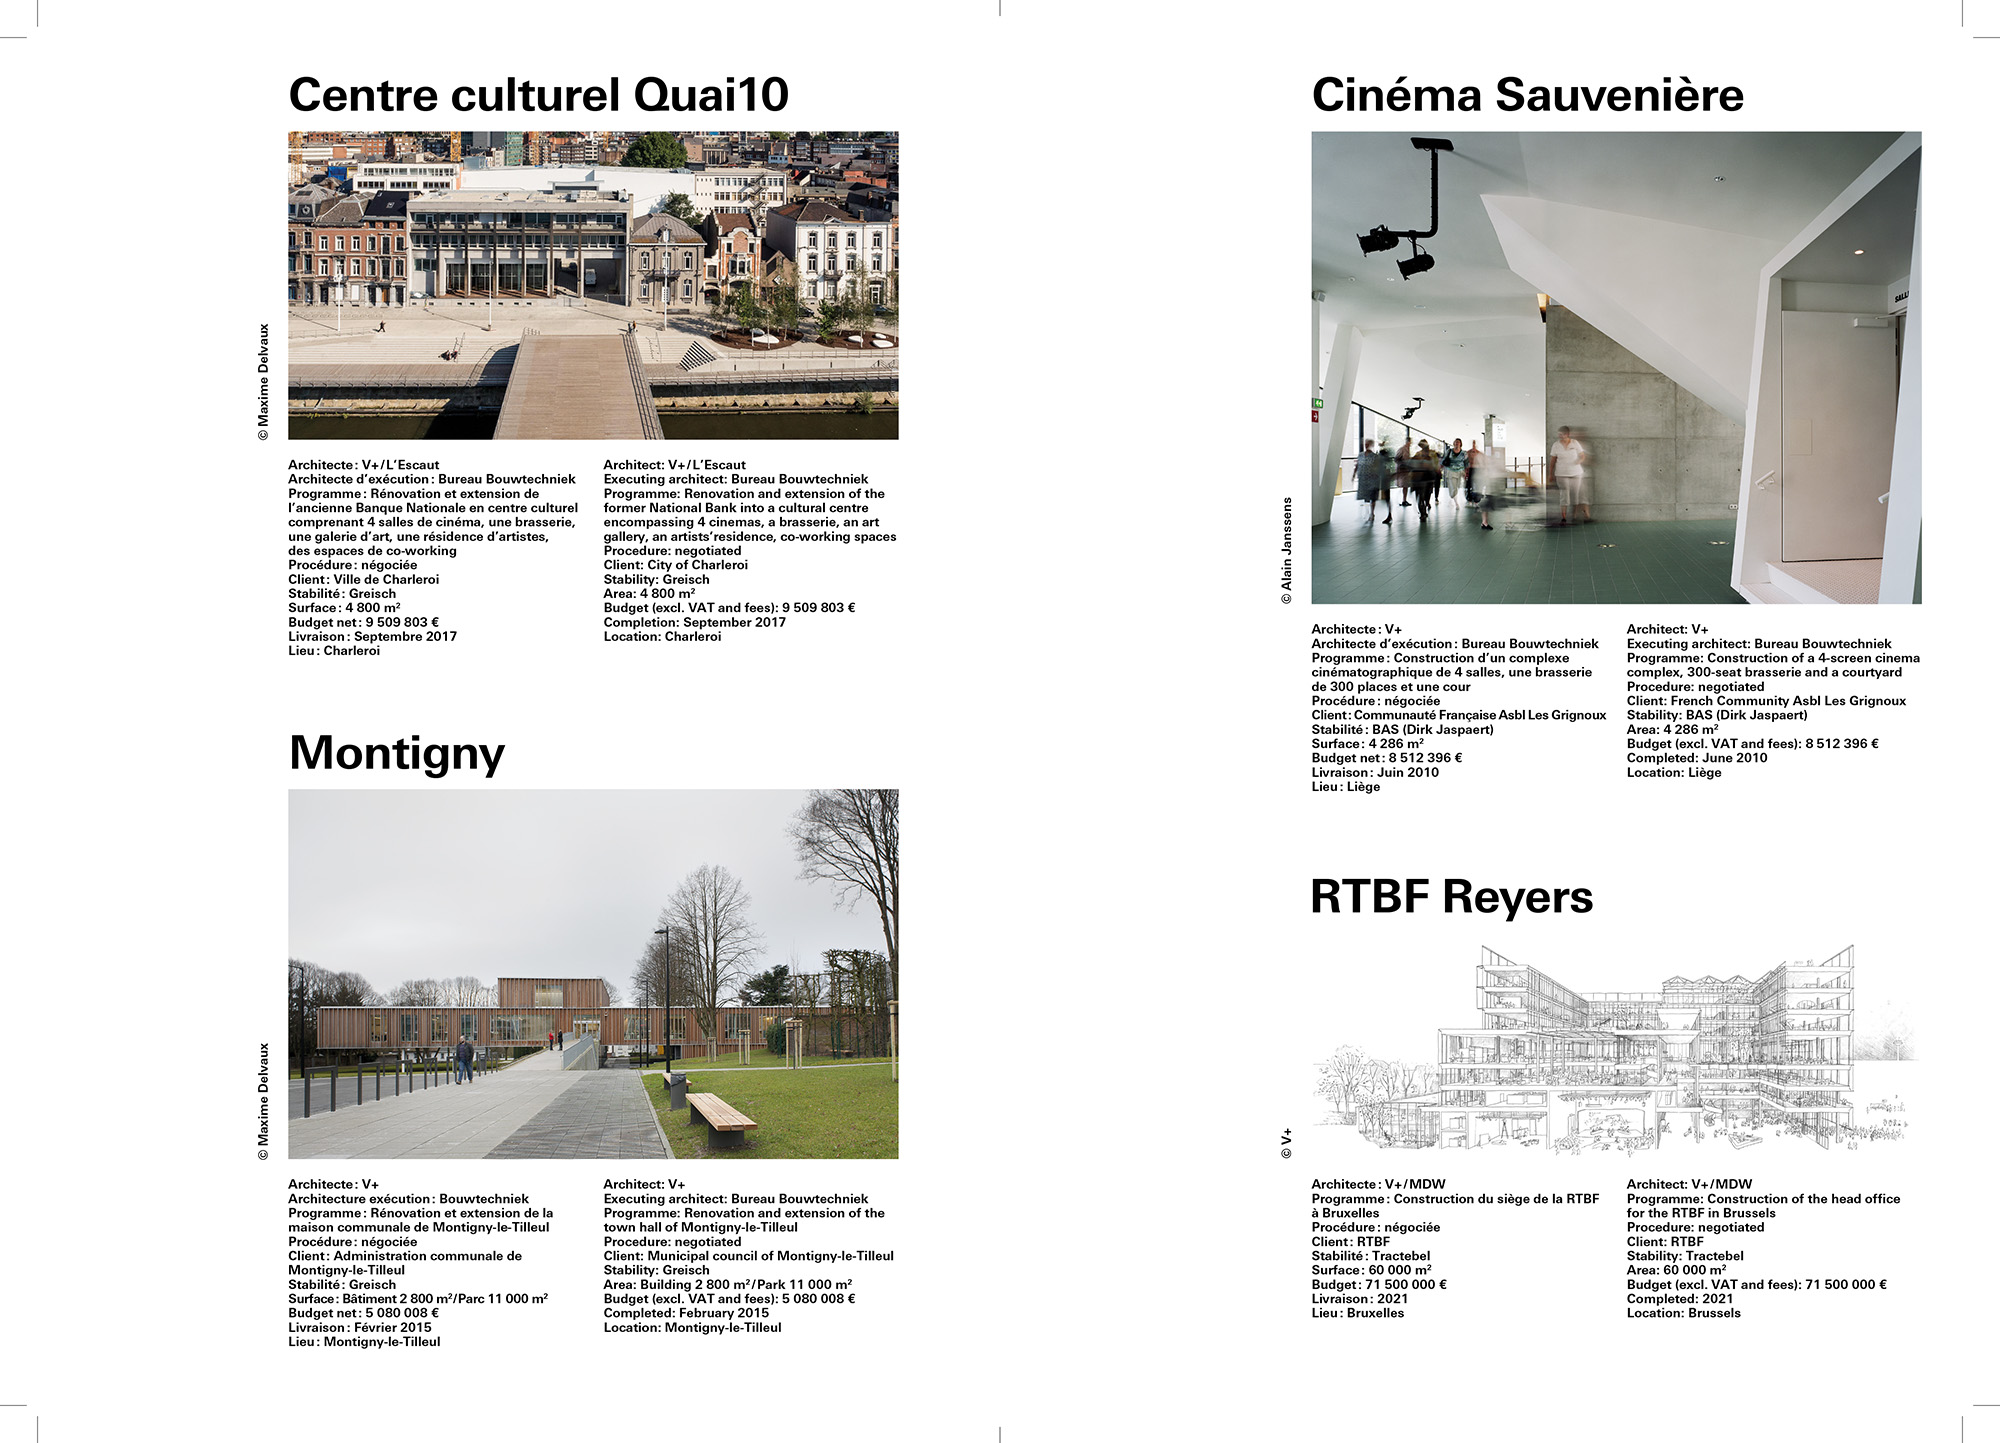 Centre culturel Quai10
© Maxime Delvaux
Architecte : V+/L'Escaut
Architecte d'exécution : Bureau Bouwtechniek
Programme : Rénovation et extension de
l'ancienne Banque Nationale en centre culturel
comprenant 4 salles de cinéma, une brasserie,
une galerie d'art, une résidence d'artistes,
des espaces de co-working
Procédure : négociée
Client : Ville de Charleroi
Stabilité : Greisch
Surface : 4 800 m²
Budget net : 9 509 803 €
Livraison : Septembre 2017
Lieu : Charleroi
Architect: V+/L'Escaut
Executing architect: Bureau Bouwtechniek
Programme: Renovation and extension of the
former National Bank into a cultural centre
encompassing 4 cinemas, a brasserie, an art
gallery, an artists'residence, co-working spaces
Procedure: negotiated
Client: City of Charleroi
Stability: Greisch
Area: 4 800 m²
Budget (excl. VAT and fees): 9 509 803 €
Completion: September 2017
Location: Charleroi
Montigny
© Maxime Delvaux
Architecte : V+
Architecture exécution : Bouwtechniek
Programme : Rénovation et extension de la
maison communale de Montigny-le-Tilleul
Procédure : négociée
Client : Administration communale de
Montigny-le-Tilleul
Stabilité : Greisch
Surface : Bâtiment 2 800 m²/Parc 11 000 m²
Budget net : 5 080 008 €
Livraison : Février 2015
Lieu : Montigny-le-Tilleul
Architect: V+
Executing architect: Bureau Bouwtechniek
Programme: Renovation and extension of the
town hall of Montigny-le-Tilleul
Procedure: negotiated
Client: Municipal council of Montigny-le-Tilleul
Stability: Greisch
Area: Building 2 800 m²/Park 11 000 m²
Budget (excl. VAT and fees): 5 080 008 €
Completed: February 2015
Location: Montigny-le-Tilleul
Cinéma Sauvenière
SALL
© Alain Janssens
Architecte : V+
Architecte d'exécution : Bureau Bouwtechniek
Programme : Construction d'un complexe
cinématographique de 4 salles, une brasserie
de 300 places et une cour
Procédure : négociée
Client : Communauté Française Asbl Les Grignoux
Stabilité : BAS (Dirk Jaspaert)
Surface : 4 286 m²
Budget net : 8 512 396 €
Livraison : Juin 2010
Lieu : Liège
Architect: V+
Executing architect: Bureau Bouwtechniek
Programme: Construction of a 4-screen cinema
complex, 300-seat brasserie and a courtyard
Procedure: negotiated
Client: French Community Asbl Les Grignoux
Stability: BAS (Dirk Jaspaert)
Area: 4 286 m²
Budget (excl. VAT and fees): 8 512 396 €
Completed: June 2010
Location: Liège
RTBF Reyers
© V+
Architecte : V+/MDW
Programme : Construction du siège de la RTBF
à Bruxelles
Procédure : négociée
Client : RTBF
Stabilité : Tractebel
Surface : 60 000 m²
Budget : 71 500 000 €
Livraison : 2021
Lieu : Bruxelles
Architect: V+/MDW
Programme: Construction of the head office
for the RTBF in Brussels
Procedure: negotiated
Client: RTBF
Stability: Tractebel
Area: 60 000 m²
Budget (excl. VAT and fees): 71 500 000 €
Completed: 2021
Location: Brussels